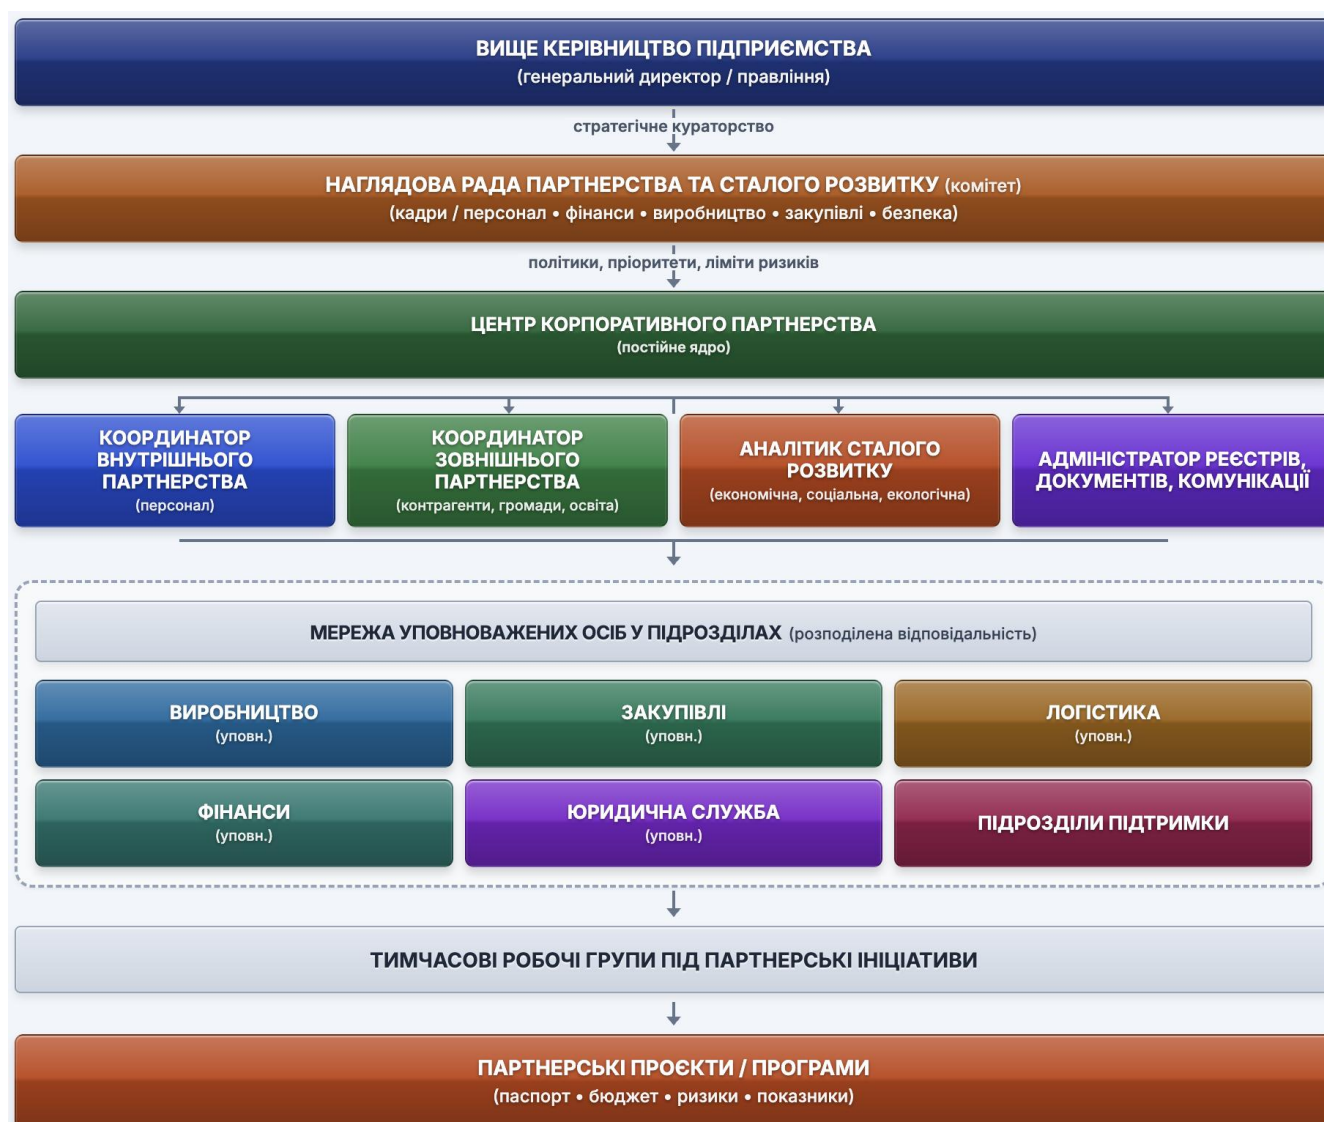 ВИЩЕ КЕРІВНИЦТВО ПІДПРИЄМСТВА
(генеральний директор / правління)
стратегічне кураторство
НАГЛЯДОВА РАДА ПАРТНЕРСТВА ТА СТАЛОГО РОЗВИТКУ (комітет)
(кадри / персонал • фінанси • виробництво • закупівлі • безпека)
політики, пріоритети, ліміти ризиків
ЦЕНТР КОРПОРАТИВНОГО ПАРТНЕРСТВА
(постійне ядро)
КООРДИНАТОР
ВНУТРІШНЬОГО
ПАРТНЕРСТВА
(персонал)
КООРДИНАТОР
ЗОВНІШНЬОГО
ПАРТНЕРСТВА
(контрагенти, громади, освіта)
АНАЛІТИК СТАЛОГО
РОЗВИТКУ
(економічна, соціальна, екологічна)
АДМІНІСТРАТОР РЕЄСТРІВ,
ДОКУМЕНТІВ, КОМУНІКАЦІЇ
МЕРЕЖА УПОВНОВАЖЕНИХ ОСІБ У ПІДРОЗДІЛАХ (розподілена відповідальність)
ВИРОБНИЦТВО
(уповн.)
ЗАКУПІВЛІ
(уповн.)
ЛОГІСТИКА
(уповн.)
ФІНАНСИ
(уповн.)
ЮРИДИЧНА СЛУЖБА
(уповн.)
ПІДРОЗДІЛИ ПІДТРИМКИ
ТИМЧАСОВІ РОБОЧІ ГРУПИ ПІД ПАРТНЕРСЬКІ ІНІЦІАТИВИ
ПАРТНЕРСЬКІ ПРОЄКТИ / ПРОГРАМИ
(паспорт • бюджет • ризики • показники)